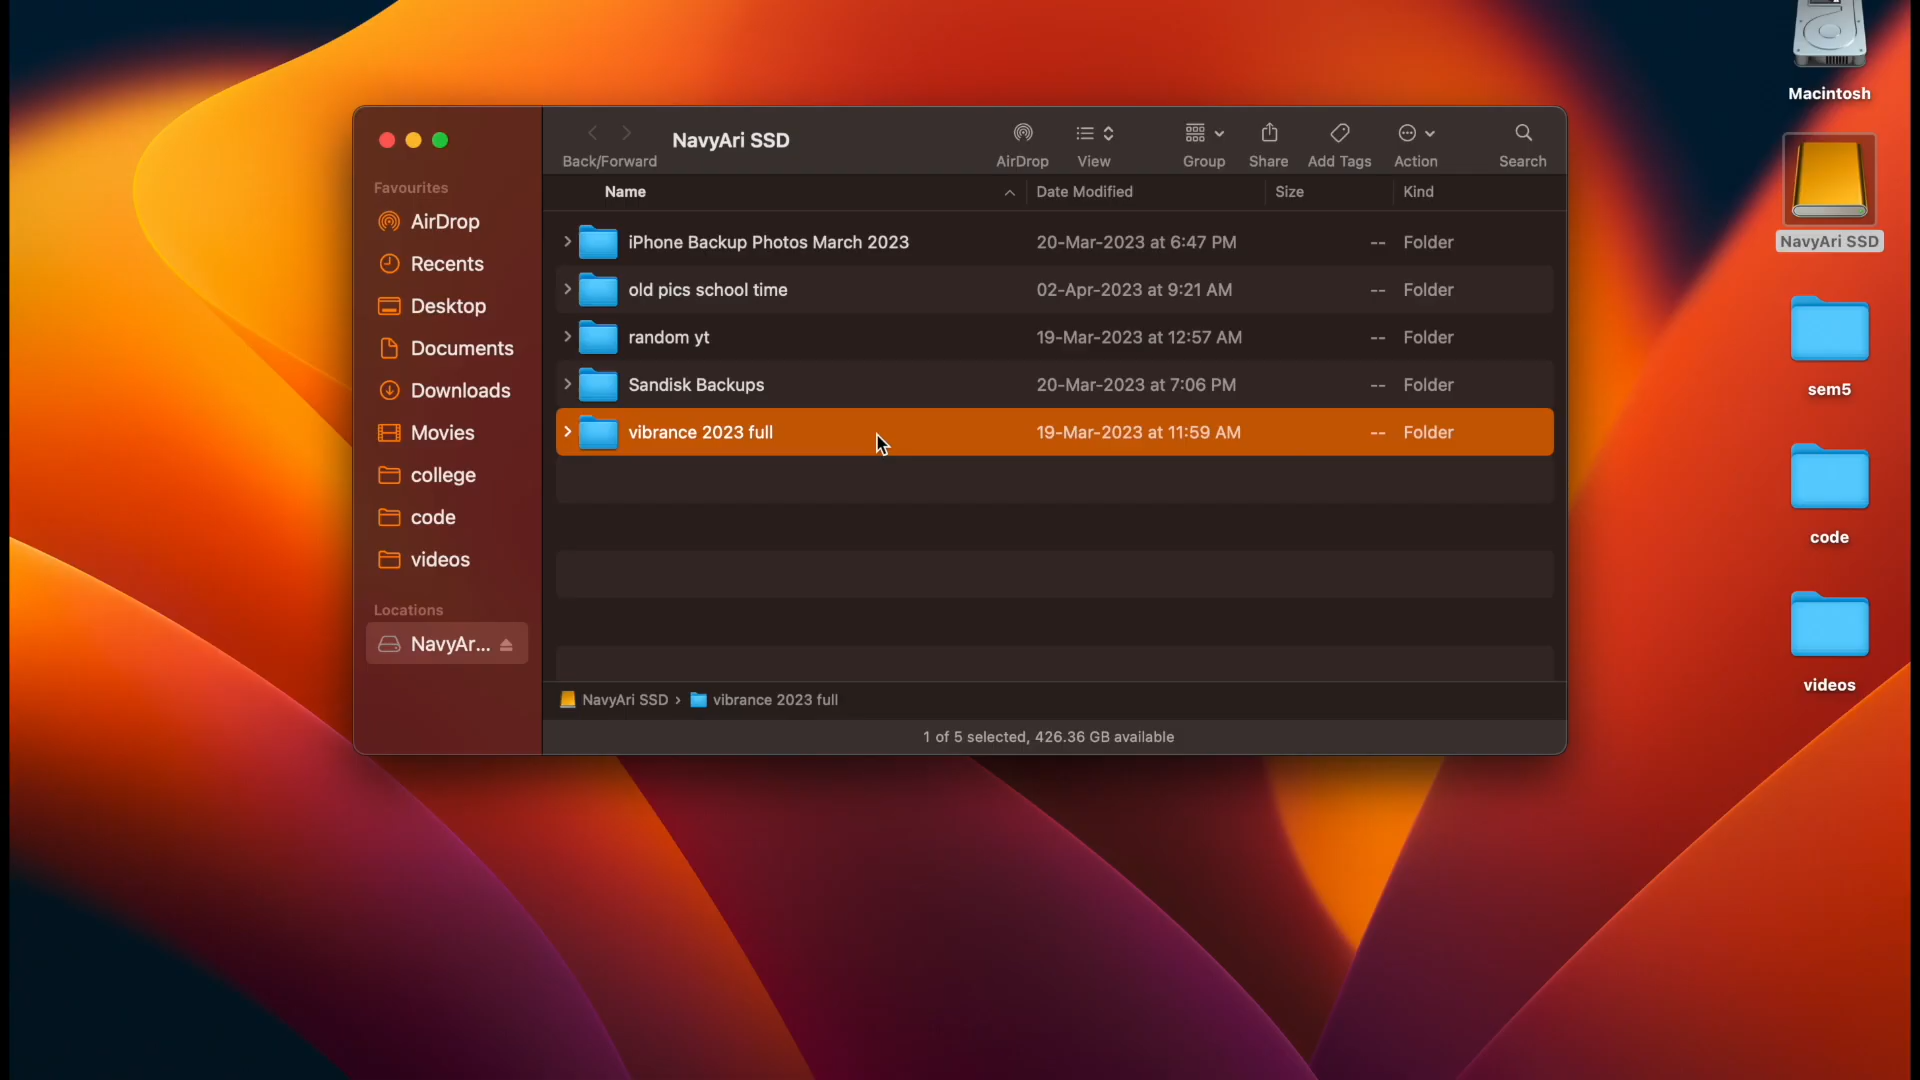 NavyAri SSD
Back/Forward
AirDrop
View
Group
Share
Add Tags
Action
Search
Favourites
AirDrop
Recents
Desktop
Documents
Downloads
Movies
college
code
videos
Locations
NavyAr...
Name Date Modified Size Kind
iPhone Backup Photos March 2023 20-Mar-2023 at 6:47 PM -- Folder
old pics school time 02-Apr-2023 at 9:21 AM -- Folder
random yt 19-Mar-2023 at 12:57 AM -- Folder
Sandisk Backups 20-Mar-2023 at 7:06 PM -- Folder
vibrance 2023 full 19-Mar-2023 at 11:59 AM -- Folder
NavyAri SSD › vibrance 2023 full
1 of 5 selected, 426.36 GB available
Macintosh
NavyAri SSD
sem5
code
videos